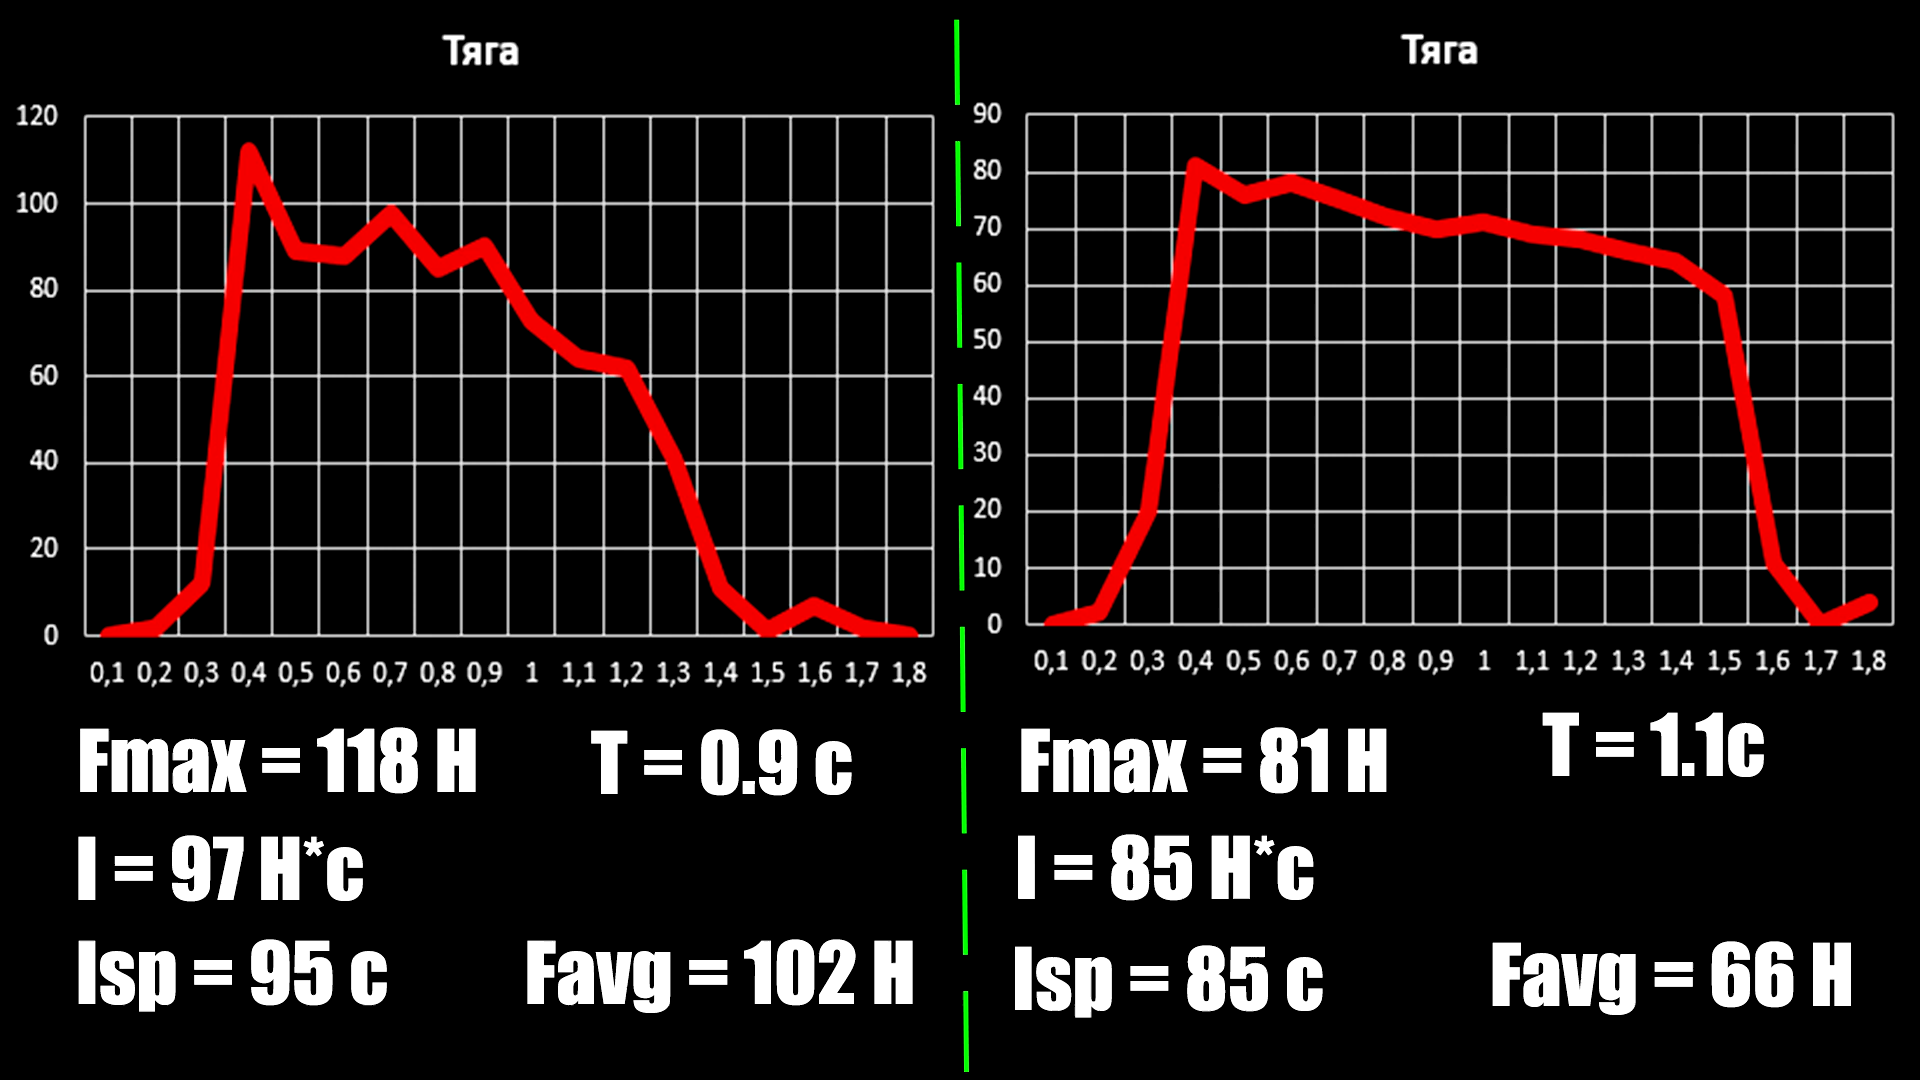 Тяга
120
100
80
60
40
20
0
0,1 0,2 0,3 0,4 0,5 0,6 0,7 0,8 0,9 1 1,1 1,2 1,3 1,4 1,5 1,6 1,7 1,8
Fmax = 118 Н T = 0.9 с
I = 97 Н*с
Isp = 95 с Favg = 102 Н
Тяга
90
80
70
60
50
40
30
20
10
0
0,1 0,2 0,3 0,4 0,5 0,6 0,7 0,8 0,9 1 1,1 1,2 1,3 1,4 1,5 1,6 1,7 1,8
Fmax = 81 Н T = 1.1с
I = 85 Н*с
Isp = 85 с Favg = 66 Н